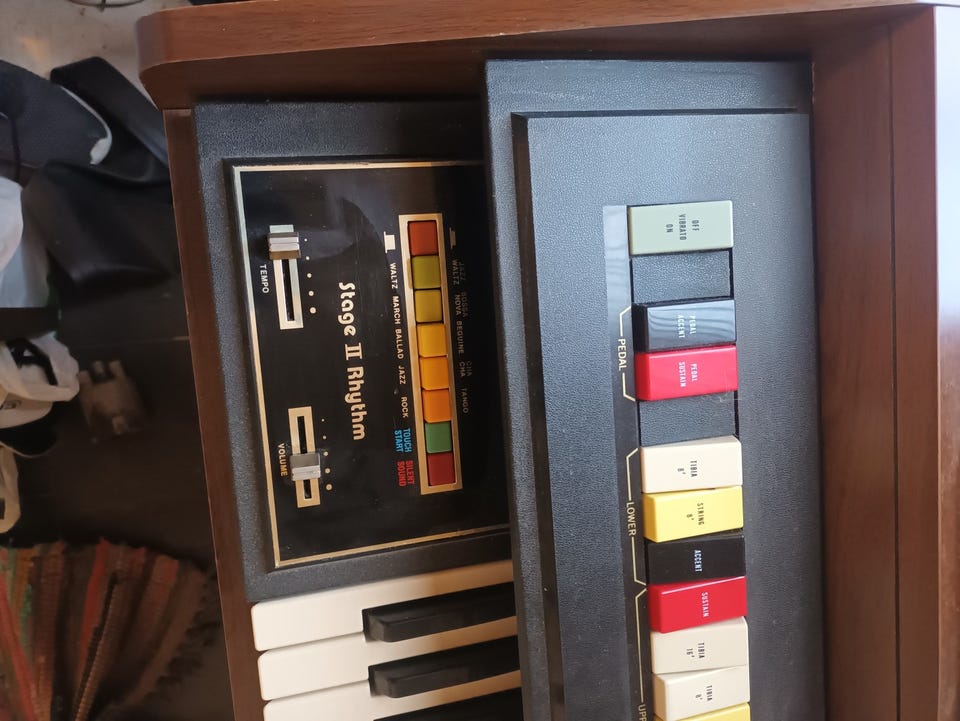 TEMPO
VOLUME
Stage II Rhythm
JAZZ BOSSA CHA
WALTZ NOVA BEGUINE CHA TANGO
WALTZ MARCH BALLAD JAZZ ROCK
TOUCH
START
SILENT
SOUND
OFF
VIBRATO
ON
PEDAL
ACCENT
PEDAL
SUSTAIN
PEDAL
TIBIA
8'
STRING
8'
ACCENT
SUSTAIN
LOWER
TIBIA
16'
TIBIA
8'
UPP